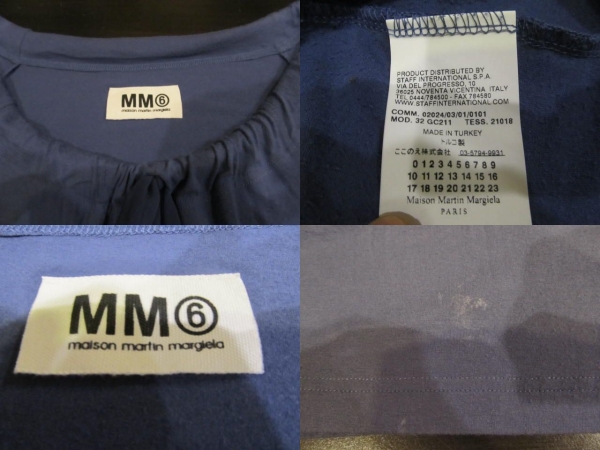 MM⑥
maison martin margiela
PRODUCT DISTRIBUTED BY
STAFF INTERNATIONAL S.P.A.
VIA DEL PROGRESSO, 10
36025 NOVENTA VICENTINA ITALY
TEL 0444/784500 - FAX 784560
WWW.STAFFINTERNATIONAL.COM
COMM. 02024/03/01/0101
MOD. 32 GC211 TESS. 21018
MADE IN TURKEY
トルコ製
ここのえ株式会社 03-5794-9931
0 1 2 3 4 5 6 7 8 9
10 11 12 13 14 15 16
17 18 19 20 21 22 23
Maison Martin Margiela
PARIS
MM⑥
maison martin margiela